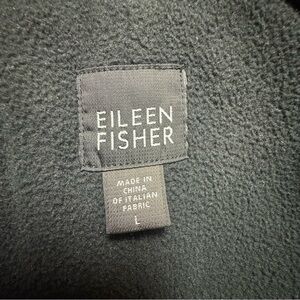 EILEEN
FISHER
MADE IN
CHINA
OF ITALIAN
FABRIC
L